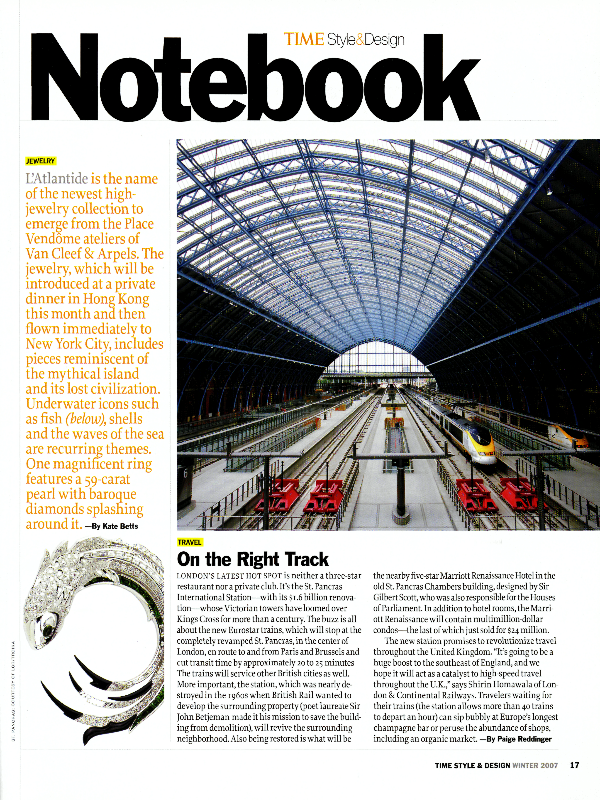 TIME Style&Design
Notebook
JEWELRY
L'Atlantide is the name
of the newest high-
jewelry collection to
emerge from the Place
Vendôme ateliers of
Van Cleef & Arpels. The
jewelry, which will be
introduced at a private
dinner in Hong Kong
this month and then
flown immediately to
New York City, includes
pieces reminiscent of
the mythical island
and its lost civilization.
Underwater icons such
as fish (below), shells
and the waves of the sea
are recurring themes.
One magnificent ring
features a 59-carat
pearl with baroque
diamonds splashing
around it. —By Kate Betts
TRAVEL
On the Right Track
LONDON'S LATEST HOT SPOT is neither a three-star
restaurant nor a private club. It's the St. Pancras
International Station—with its $1.6 billion renova-
tion—whose Victorian towers have loomed over
Kings Cross for more than a century. The buzz is all
about the new Eurostar trains, which will stop at the
completely revamped St. Pancras, in the center of
London, en route to and from Paris and Brussels and
cut transit time by approximately 20 to 25 minutes
The trains will service other British cities as well.
More important, the station, which was nearly de-
stroyed in the 1960s when British Rail wanted to
develop the surrounding property (poet laureate Sir
John Betjeman made it his mission to save the build-
ing from demolition), will revive the surrounding
neighborhood. Also being restored is what will be
the nearby five-star Marriott Renaissance Hotel in the
old St. Pancras Chambers building, designed by Sir
Gilbert Scott, who was also responsible for the Houses
of Parliament. In addition to hotel rooms, the Marri-
ott Renaissance will contain multimillion-dollar
condos—the last of which just sold for $24 million.
The new station promises to revolutionize travel
throughout the United Kingdom. "It's going to be a
huge boost to the southeast of England, and we
hope it will act as a catalyst to high-speed travel
throughout the U.K.," says Shirin Homawala of Lon-
don & Continental Railways. Travelers waiting for
their trains (the station allows more than 40 trains
to depart an hour) can sip bubbly at Europe's longest
champagne bar or peruse the abundance of shops,
including an organic market. —By Paige Reddinger
TIME STYLE & DESIGN WINTER 2007 17